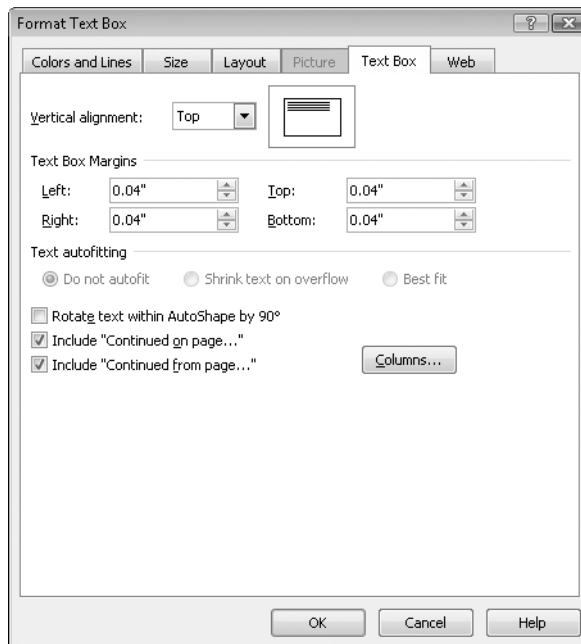 Format Text Box
Colors and Lines Size Layout Picture Text Box Web
Vertical alignment: Top
Text Box Margins
Left: 0.04" Top: 0.04"
Right: 0.04" Bottom: 0.04"
Text autofitting
Do not autofit Shrink text on overflow Best fit
Rotate text within AutoShape by 90°
Include "Continued on page..."
Include "Continued from page..." Columns...
OK Cancel Help